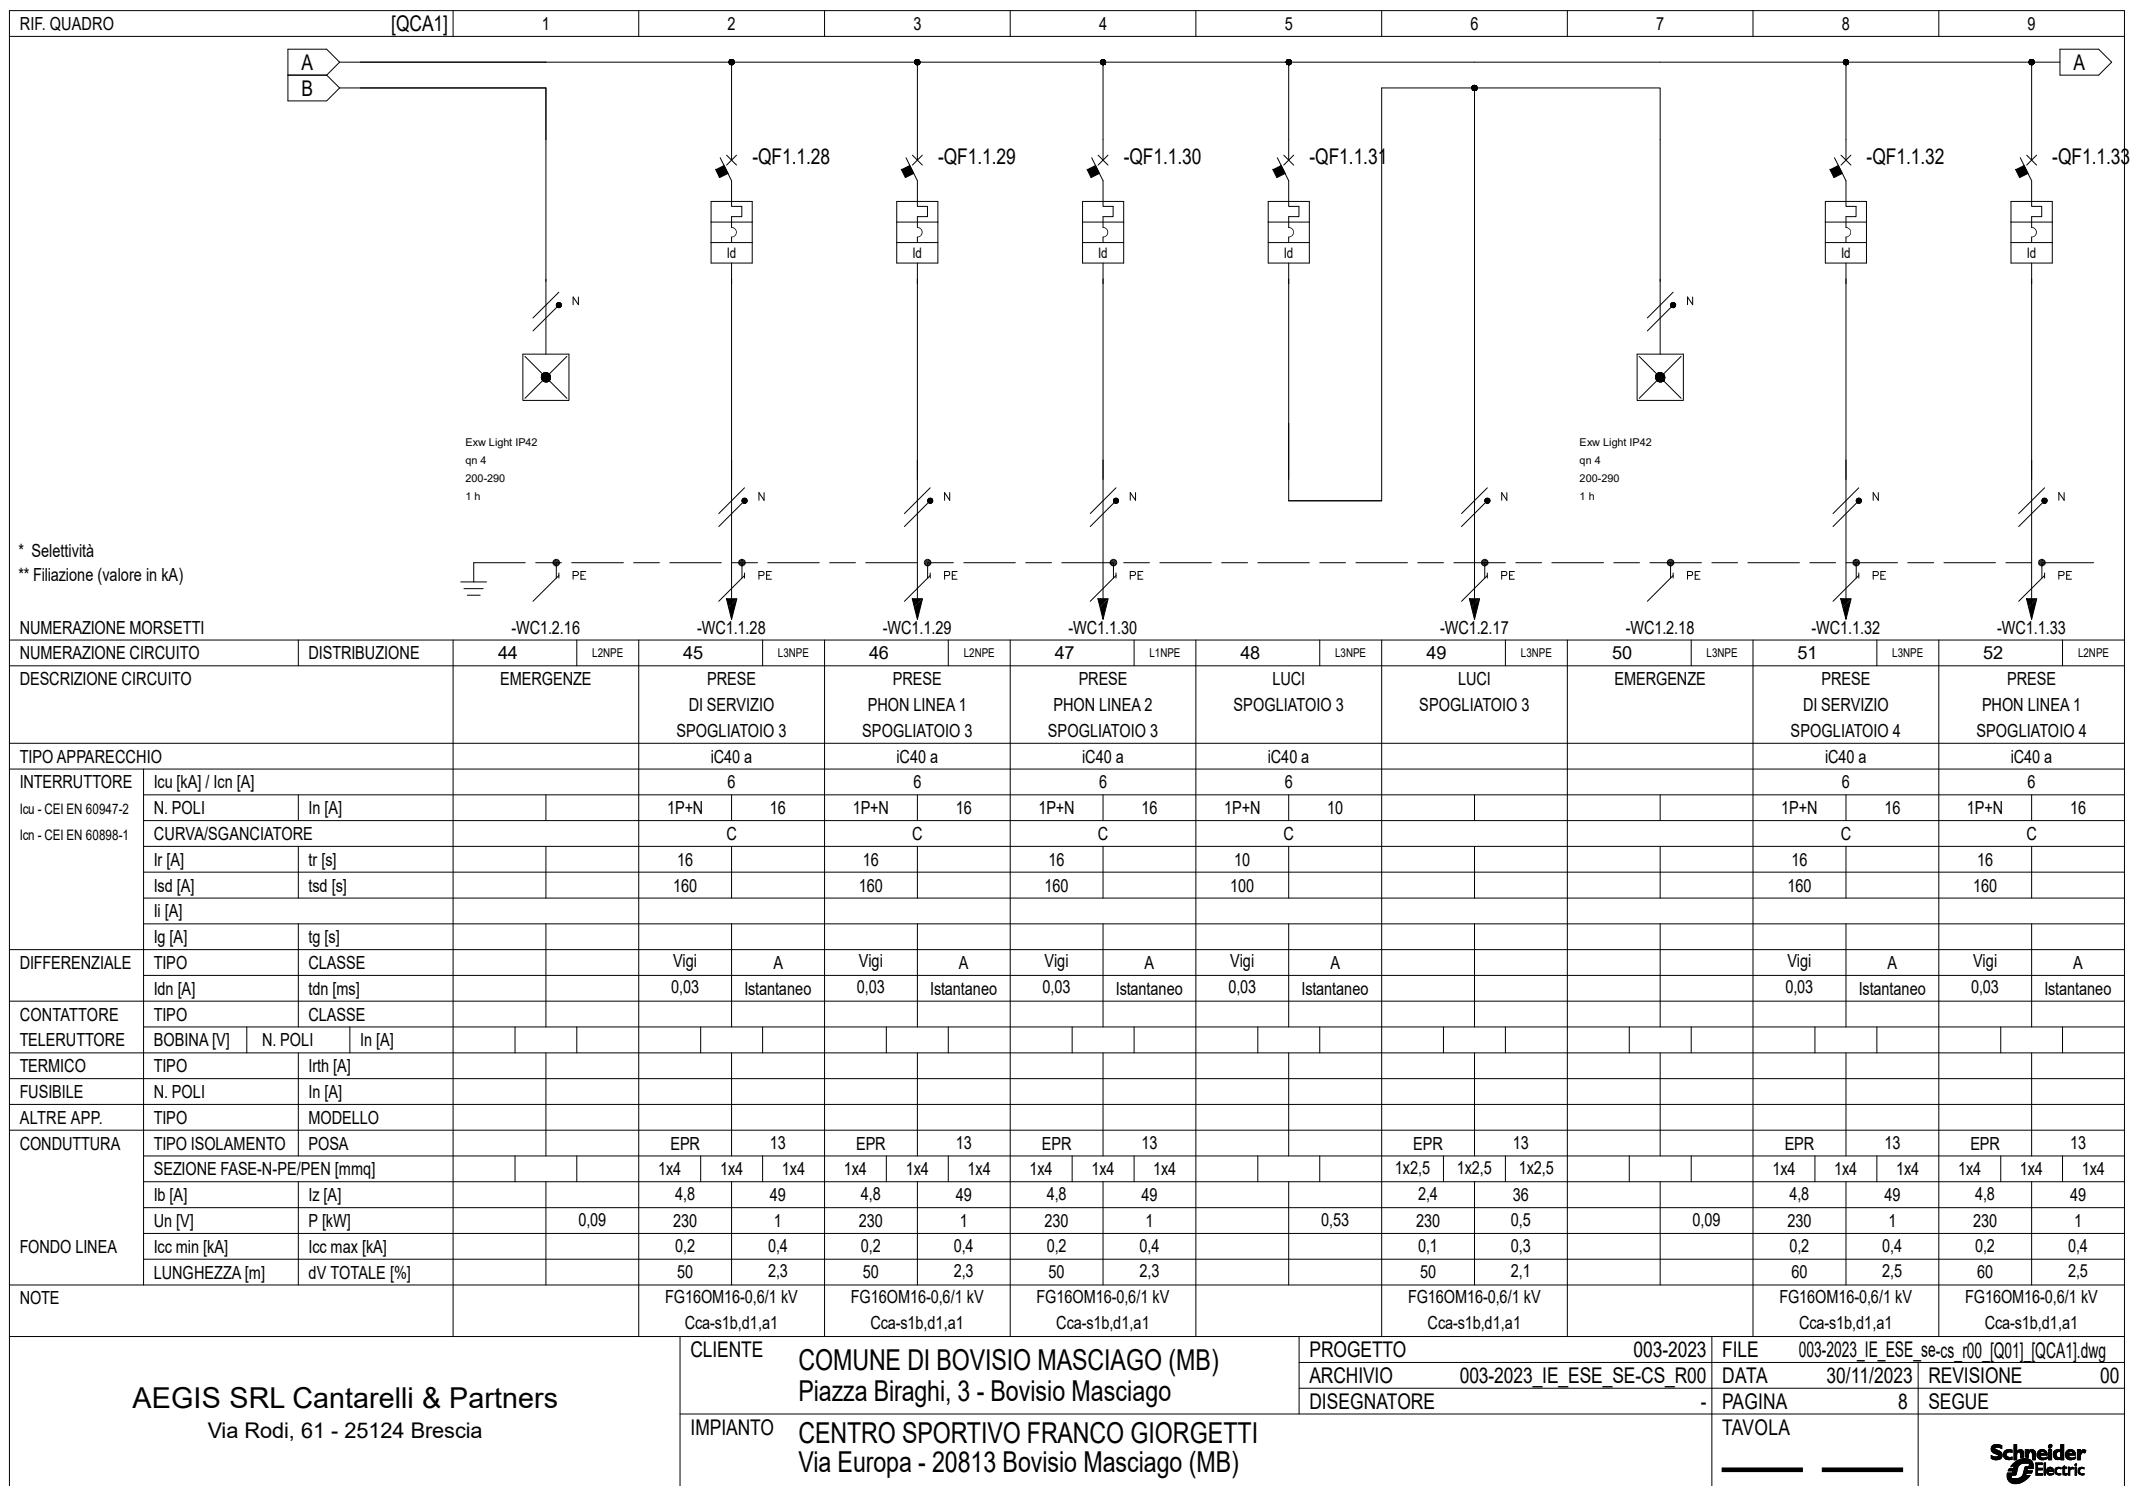 RIF. QUADRO [QCA1] 1 2 3 4 5 6 7 8 9
A A
B
-QF1.1.28 -QF1.1.29 -QF1.1.30 -QF1.1.31 -QF1.1.32 -QF1.1.33
Id Id Id Id Id Id
N N
Exw Light IP42 Exw Light IP42
qn 4 qn 4
200-290 200-290
1 h 1 h
N N N N N N
* Selettività
** Filiazione (valore in kA)
PE PE PE PE PE PE PE PE
NUMERAZIONE MORSETTI -WC1.2.16 -WC1.1.28 -WC1.1.29 -WC1.1.30 -WC1.2.17 -WC1.2.18 -WC1.1.32 -WC1.1.33
NUMERAZIONE CIRCUITO DISTRIBUZIONE 44 L2NPE 45 L3NPE 46 L2NPE 47 L1NPE 48 L3NPE 49 L3NPE 50 L3NPE 51 L3NPE 52 L2NPE
DESCRIZIONE CIRCUITO EMERGENZE PRESE PRESE PRESE LUCI LUCI EMERGENZE PRESE PRESE
DI SERVIZIO PHON LINEA 1 PHON LINEA 2 SPOGLIATOIO 3 SPOGLIATOIO 3 DI SERVIZIO PHON LINEA 1
SPOGLIATOIO 3 SPOGLIATOIO 3 SPOGLIATOIO 3 SPOGLIATOIO 4 SPOGLIATOIO 4
TIPO APPARECCHIO iC40 a iC40 a iC40 a iC40 a iC40 a iC40 a
INTERRUTTORE Icu [kA] / Icn [A] 6 6 6 6 6 6
Icu - CEI EN 60947-2 N. POLI In [A] 1P+N 16 1P+N 16 1P+N 16 1P+N 10 1P+N 16 1P+N 16
Icn - CEI EN 60898-1 CURVA/SGANCIATORE C C C C C C
Ir [A] tr [s] 16 16 16 10 16 16
Isd [A] tsd [s] 160 160 160 100 160 160
Ii [A]
Ig [A] tg [s]
DIFFERENZIALE TIPO CLASSE Vigi A Vigi A Vigi A Vigi A Vigi A Vigi A
Idn [A] tdn [ms] 0,03 Istantaneo 0,03 Istantaneo 0,03 Istantaneo 0,03 Istantaneo 0,03 Istantaneo 0,03 Istantaneo
CONTATTORE TIPO CLASSE
TELERUTTORE BOBINA [V] N. POLI In [A]
TERMICO TIPO Irth [A]
FUSIBILE N. POLI In [A]
ALTRE APP. TIPO MODELLO
CONDUTTURA TIPO ISOLAMENTO POSA EPR 13 EPR 13 EPR 13 EPR 13 EPR 13 EPR 13
SEZIONE FASE-N-PE/PEN [mmq] 1x4 1x4 1x4 1x4 1x4 1x4 1x4 1x4 1x4 1x2,5 1x2,5 1x2,5 1x4 1x4 1x4 1x4 1x4 1x4
Ib [A] Iz [A] 4,8 49 4,8 49 4,8 49 2,4 36 4,8 49 4,8 49
Un [V] P [kW] 0,09 230 1 230 1 230 1 0,53 230 0,5 0,09 230 1 230 1
FONDO LINEA Icc min [kA] Icc max [kA] 0,2 0,4 0,2 0,4 0,2 0,4 0,1 0,3 0,2 0,4 0,2 0,4
LUNGHEZZA [m] dV TOTALE [%] 50 2,3 50 2,3 50 2,3 50 2,1 60 2,5 60 2,5
NOTE FG16OM16-0,6/1 kV FG16OM16-0,6/1 kV FG16OM16-0,6/1 kV FG16OM16-0,6/1 kV FG16OM16-0,6/1 kV FG16OM16-0,6/1 kV
Cca-s1b,d1,a1 Cca-s1b,d1,a1 Cca-s1b,d1,a1 Cca-s1b,d1,a1 Cca-s1b,d1,a1 Cca-s1b,d1,a1
AEGIS SRL Cantarelli & Partners
Via Rodi, 61 - 25124 Brescia
CLIENTE COMUNE DI BOVISIO MASCIAGO (MB)
Piazza Biraghi, 3 - Bovisio Masciago
IMPIANTO CENTRO SPORTIVO FRANCO GIORGETTI
Via Europa - 20813 Bovisio Masciago (MB)
PROGETTO 003-2023 FILE 003-2023_IE_ESE_se-cs_r00_[Q01]_[QCA1].dwg
ARCHIVIO 003-2023_IE_ESE_SE-CS_R00 DATA 30/11/2023 REVISIONE 00
DISEGNATORE - PAGINA 8 SEGUE
TAVOLA
Schneider
Electric